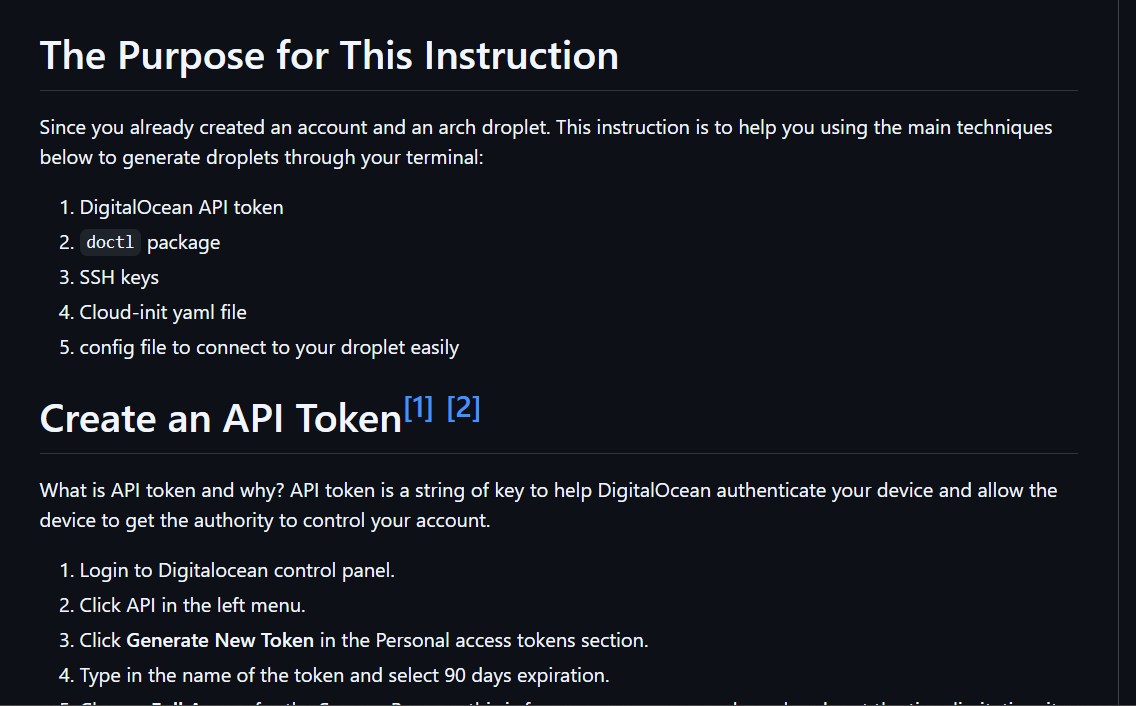 The Purpose for This Instruction
Since you already created an account and an arch droplet. This instruction is to help you using the main techniques
below to generate droplets through your terminal:
1. DigitalOcean API token
2. doctl package
3. SSH keys
4. Cloud-init yaml file
5. config file to connect to your droplet easily
Create an API Token[1] [2]
What is API token and why? API token is a string of key to help DigitalOcean authenticate your device and allow the
device to get the authority to control your account.
1. Login to Digitalocean control panel.
2. Click API in the left menu.
3. Click Generate New Token in the Personal access tokens section.
4. Type in the name of the token and select 90 days expiration.